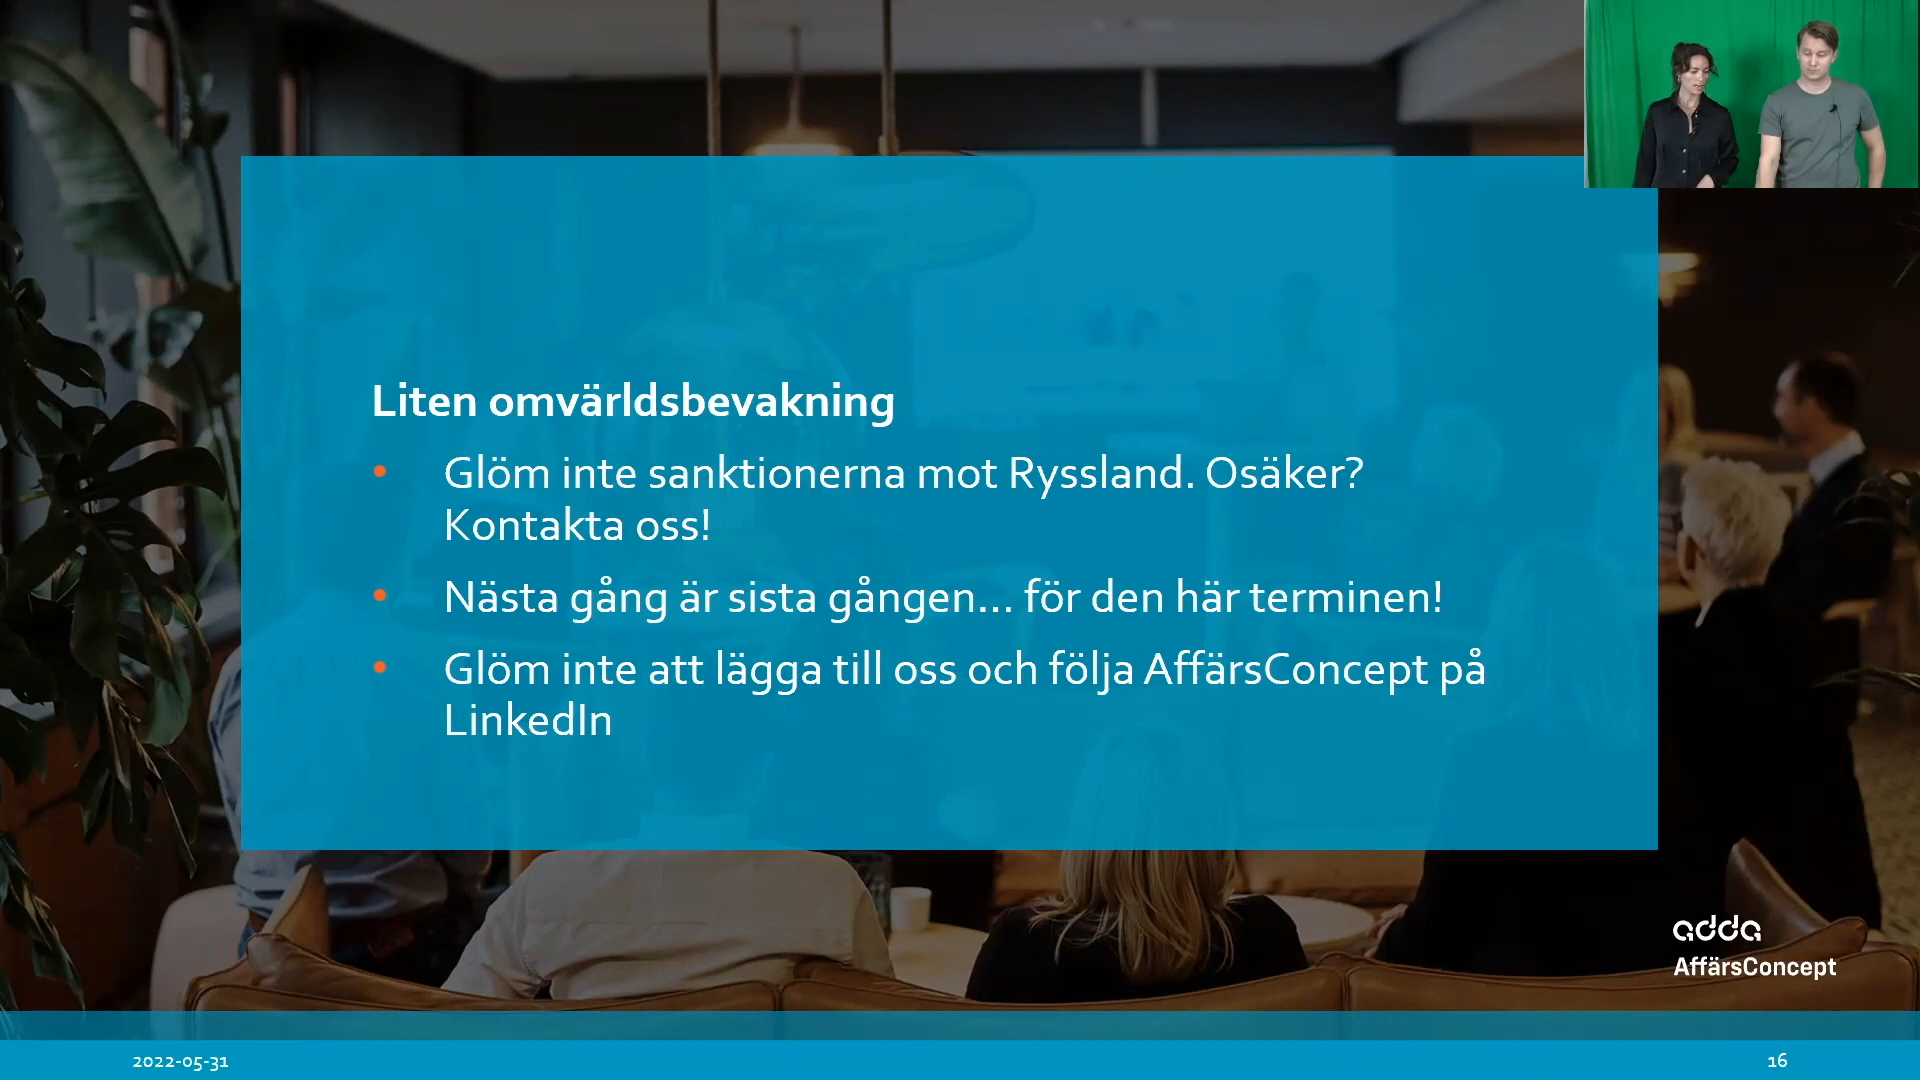 Liten omvärldsbevakning
Glöm inte sanktionerna mot Ryssland. Osäker?
Kontakta oss!
Nästa gång är sista gången... för den här terminen!
Glöm inte att lägga till oss och följa AffärsConcept på
LinkedIn
adda
AffärsConcept
2022-05-31
16